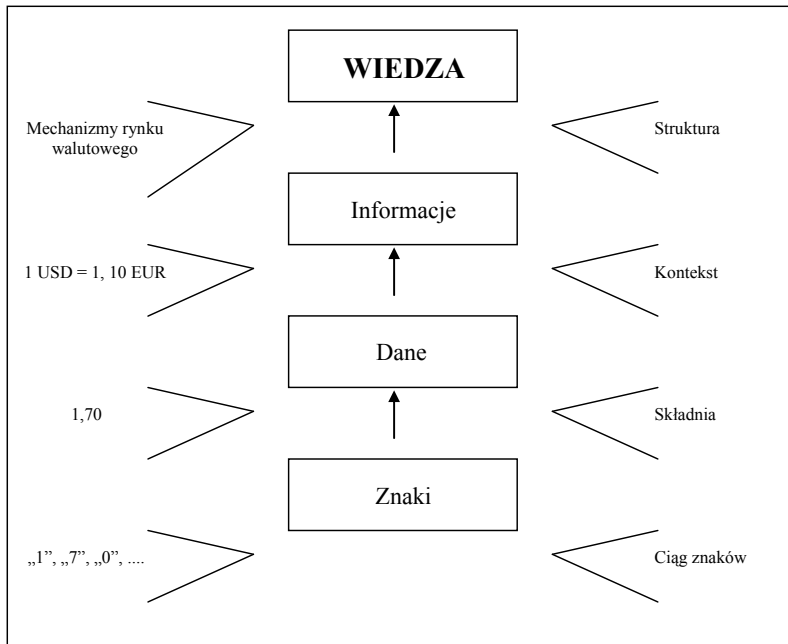 WIEDZA
Mechanizmy rynku
walutowego
Struktura
Informacje
1 USD = 1, 10 EUR
Kontekst
Dane
1,70
Składnia
Znaki
„1”, „7”, „0”, ....
Ciąg znaków